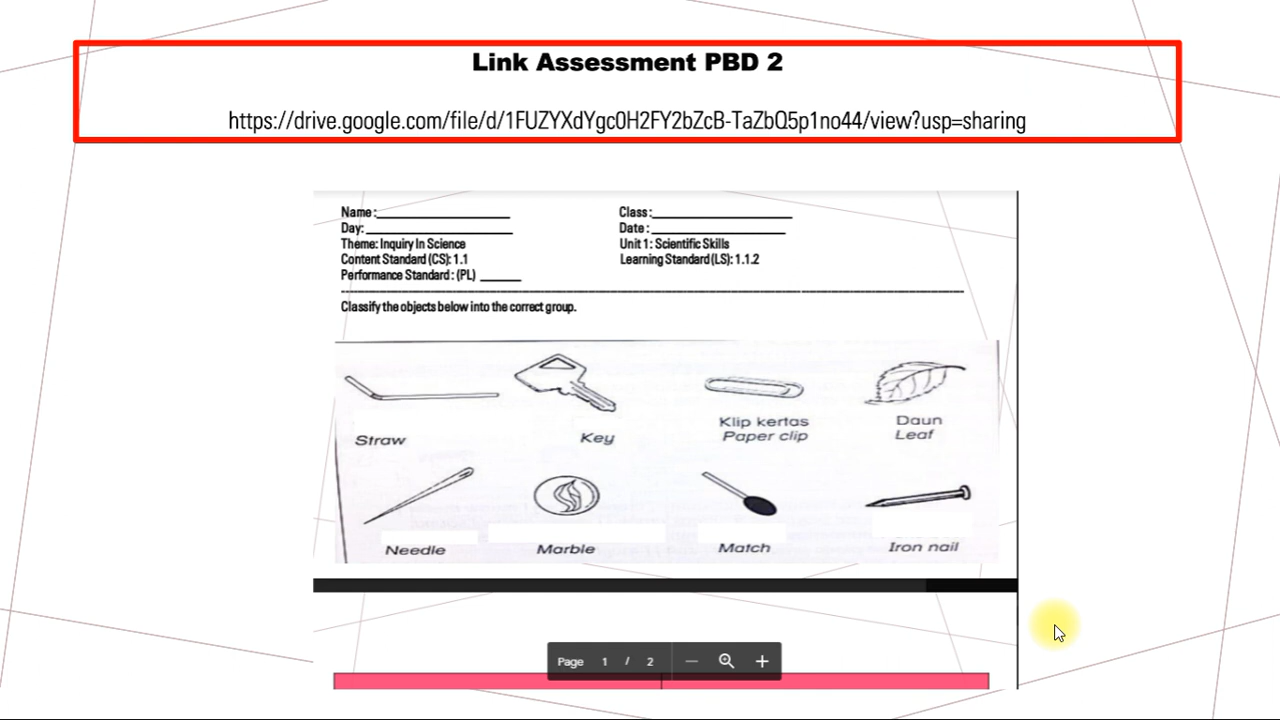 Link Assessment PBD 2
https://drive.google.com/file/d/1FUZYXdYgc0H2FY2bZcB-TaZbQ5p1no44/view?usp=sharing
Name :
Class :
Day:
Date :
Theme: Inquiry In Science
Unit 1: Scientific Skills
Content Standard (CS): 1.1
Learning Standard (LS): 1.1.2
Performance Standard : (PL)
Classify the objects below into the correct group.
Straw
Key
Klip kertas
Paper clip
Daun
Leaf
Needle
Marble
Match
Iron nail
Page 1 / 2